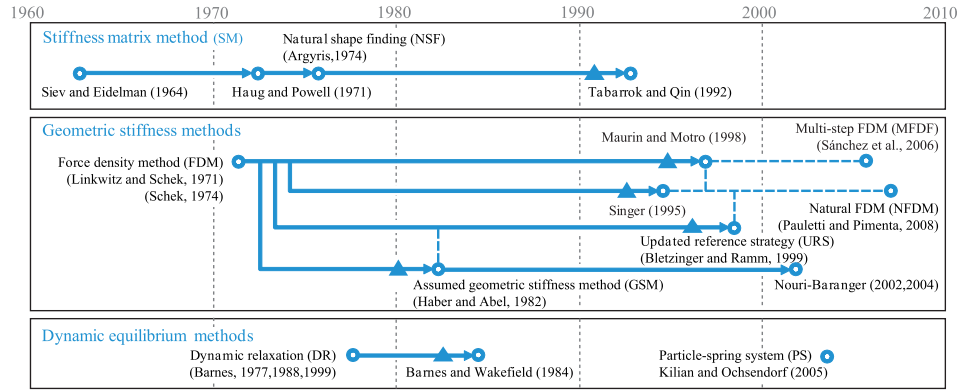 1960 1970 1980 1990 2000 2010
Stiffness matrix method (SM)
Natural shape finding (NSF)
(Argyris,1974)
Siev and Eidelman (1964)
Haug and Powell (1971)
Tabarrok and Qin (1992)
Geometric stiffness methods
Force density method (FDM)
(Linkwitz and Schek, 1971)
(Schek, 1974)
Maurin and Motro (1998)
Multi-step FDM (MFDF)
(Sánchez et al., 2006)
Singer (1995)
Natural FDM (NFDM)
(Pauletti and Pimenta, 2008)
Updated reference strategy (URS)
(Bletzinger and Ramm, 1999)
Assumed geometric stiffness method (GSM)
(Haber and Abel, 1982)
Nouri-Baranger (2002,2004)
Dynamic equilibrium methods
Dynamic relaxation (DR)
(Barnes, 1977,1988,1999)
Barnes and Wakefield (1984)
Particle-spring system (PS)
Kilian and Ochsendorf (2005)